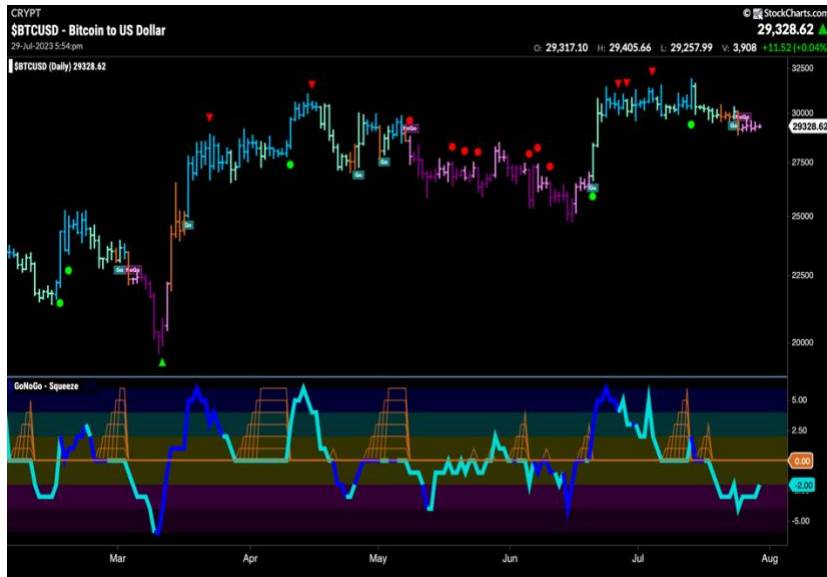 CRYPT
© StockCharts.com
$BTCUSD - Bitcoin to US Dollar
29,328.62
29-Jul-2023 5:54:pm
O: 29,317.10 H: 29,405.66 L: 29,257.99 V: 3,908 +11.52 (+0.04%
$BTCUSD (Daily) 29328.62
32500
30000
29328.62
27500
25000
22500
20000
NoGo
Go
NoGo
Go
Go
Go
Go
Go
Go
NoGo
GoNoGo - Squeeze
5.00
2.50
0.00
-2.00
-5.00
Mar Apr May Jun Jul Aug